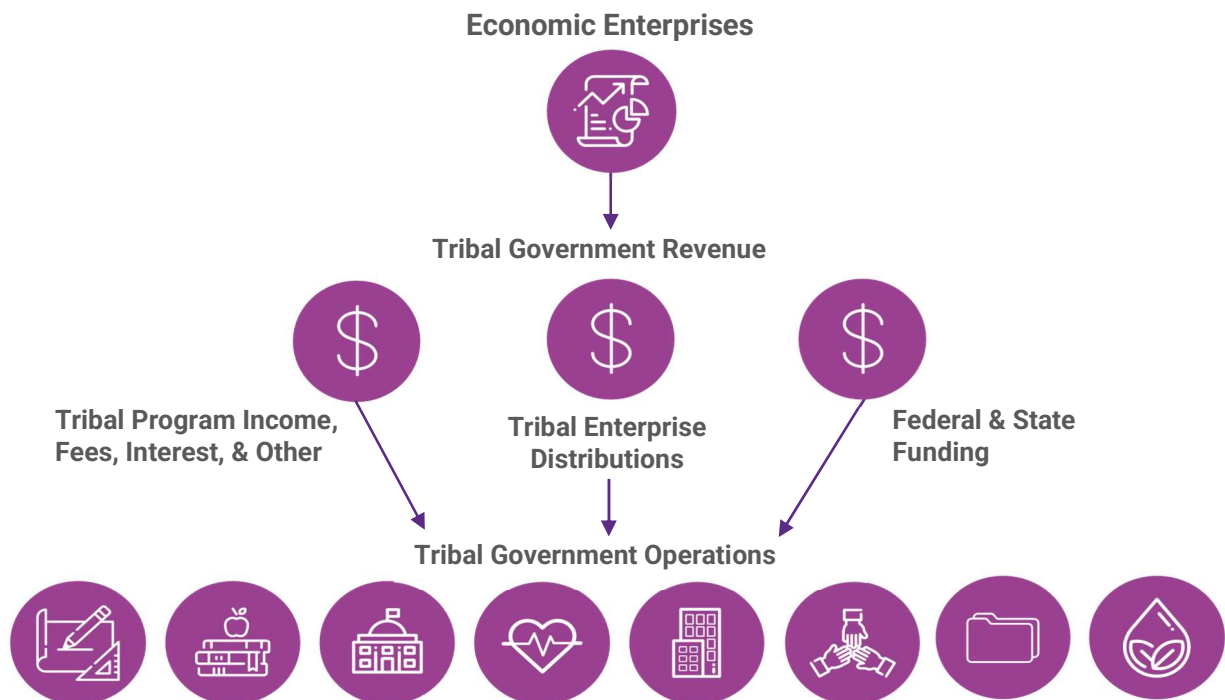 Economic Enterprises
Tribal Government Revenue
$ $ $
Tribal Program Income,
Fees, Interest, & Other
Tribal Enterprise
Distributions
Federal & State
Funding
Tribal Government Operations